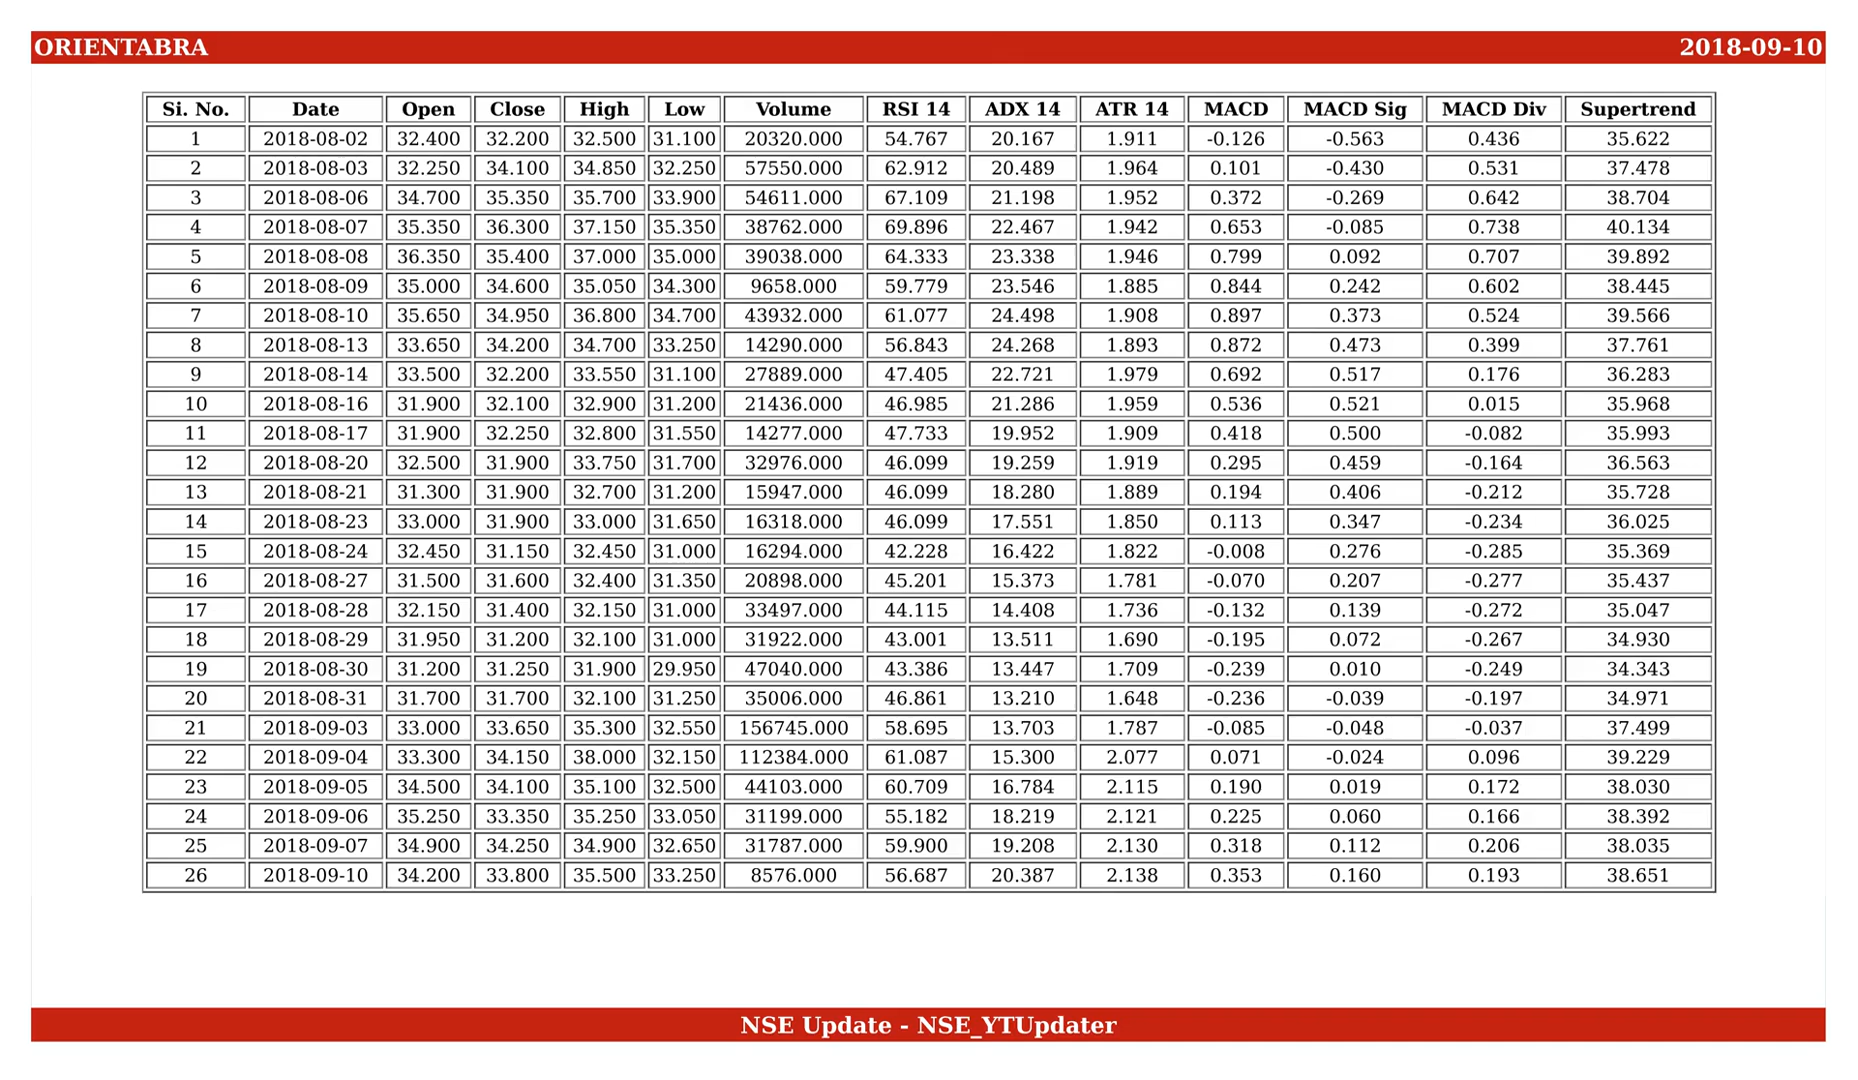 ORIENTABRA 2018-09-10
Si. No. Date Open Close High Low Volume RSI 14 ADX 14 ATR 14 MACD MACD Sig MACD Div Supertrend
1 2018-08-02 32.400 32.200 32.500 31.100 20320.000 54.767 20.167 1.911 -0.126 -0.563 0.436 35.622
2 2018-08-03 32.250 34.100 34.850 32.250 57550.000 62.912 20.489 1.964 0.101 -0.430 0.531 37.478
3 2018-08-06 34.700 35.350 35.700 33.900 54611.000 67.109 21.198 1.952 0.372 -0.269 0.642 38.704
4 2018-08-07 35.350 36.300 37.150 35.350 38762.000 69.896 22.467 1.942 0.653 -0.085 0.738 40.134
5 2018-08-08 36.350 35.400 37.000 35.000 39038.000 64.333 23.338 1.946 0.799 0.092 0.707 39.892
6 2018-08-09 35.000 34.600 35.050 34.300 9658.000 59.779 23.546 1.885 0.844 0.242 0.602 38.445
7 2018-08-10 35.650 34.950 36.800 34.700 43932.000 61.077 24.498 1.908 0.897 0.373 0.524 39.566
8 2018-08-13 33.650 34.200 34.700 33.250 14290.000 56.843 24.268 1.893 0.872 0.473 0.399 37.761
9 2018-08-14 33.500 32.200 33.550 31.100 27889.000 47.405 22.721 1.979 0.692 0.517 0.176 36.283
10 2018-08-16 31.900 32.100 32.900 31.200 21436.000 46.985 21.286 1.959 0.536 0.521 0.015 35.968
11 2018-08-17 31.900 32.250 32.800 31.550 14277.000 47.733 19.952 1.909 0.418 0.500 -0.082 35.993
12 2018-08-20 32.500 31.900 33.750 31.700 32976.000 46.099 19.259 1.919 0.295 0.459 -0.164 36.563
13 2018-08-21 31.300 31.900 32.700 31.200 15947.000 46.099 18.280 1.889 0.194 0.406 -0.212 35.728
14 2018-08-23 33.000 31.900 33.000 31.650 16318.000 46.099 17.551 1.850 0.113 0.347 -0.234 36.025
15 2018-08-24 32.450 31.150 32.450 31.000 16294.000 42.228 16.422 1.822 -0.008 0.276 -0.285 35.369
16 2018-08-27 31.500 31.600 32.400 31.350 20898.000 45.201 15.373 1.781 -0.070 0.207 -0.277 35.437
17 2018-08-28 32.150 31.400 32.150 31.000 33497.000 44.115 14.408 1.736 -0.132 0.139 -0.272 35.047
18 2018-08-29 31.950 31.200 32.100 31.000 31922.000 43.001 13.511 1.690 -0.195 0.072 -0.267 34.930
19 2018-08-30 31.200 31.250 31.900 29.950 47040.000 43.386 13.447 1.709 -0.239 0.010 -0.249 34.343
20 2018-08-31 31.700 31.700 32.100 31.250 35006.000 46.861 13.210 1.648 -0.236 -0.039 -0.197 34.971
21 2018-09-03 33.000 33.650 35.300 32.550 156745.000 58.695 13.703 1.787 -0.085 -0.048 -0.037 37.499
22 2018-09-04 33.300 34.150 38.000 32.150 112384.000 61.087 15.300 2.077 0.071 -0.024 0.096 39.229
23 2018-09-05 34.500 34.100 35.100 32.500 44103.000 60.709 16.784 2.115 0.190 0.019 0.172 38.030
24 2018-09-06 35.250 33.350 35.250 33.050 31199.000 55.182 18.219 2.121 0.225 0.060 0.166 38.392
25 2018-09-07 34.900 34.250 34.900 32.650 31787.000 59.900 19.208 2.130 0.318 0.112 0.206 38.035
26 2018-09-10 34.200 33.800 35.500 33.250 8576.000 56.687 20.387 2.138 0.353 0.160 0.193 38.651
NSE Update - NSE_YTUpdater